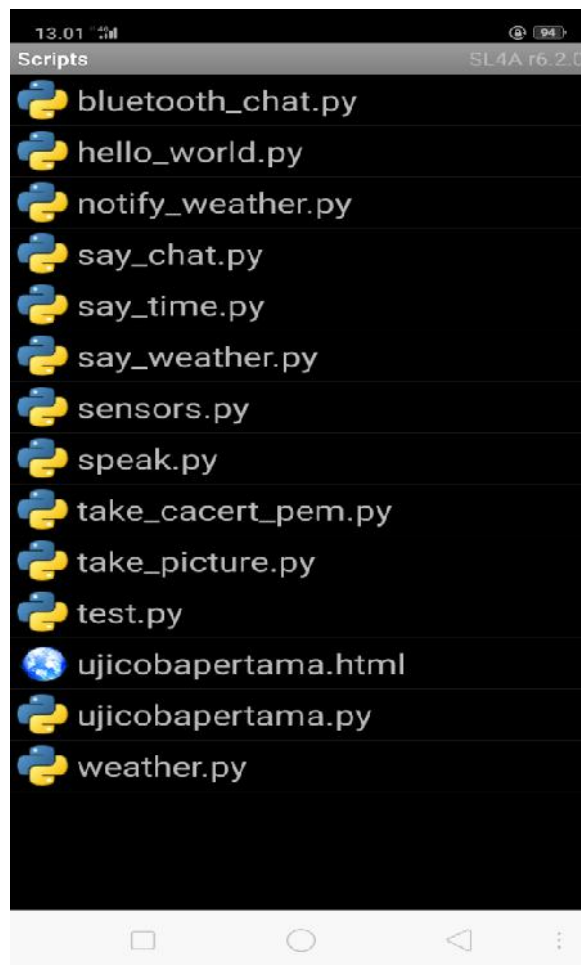 13.01 4G 94
Scripts SL4A r6.2.0
bluetooth_chat.py
hello_world.py
notify_weather.py
say_chat.py
say_time.py
say_weather.py
sensors.py
speak.py
take_cacert_pem.py
take_picture.py
test.py
ujicobapertama.html
ujicobapertama.py
weather.py